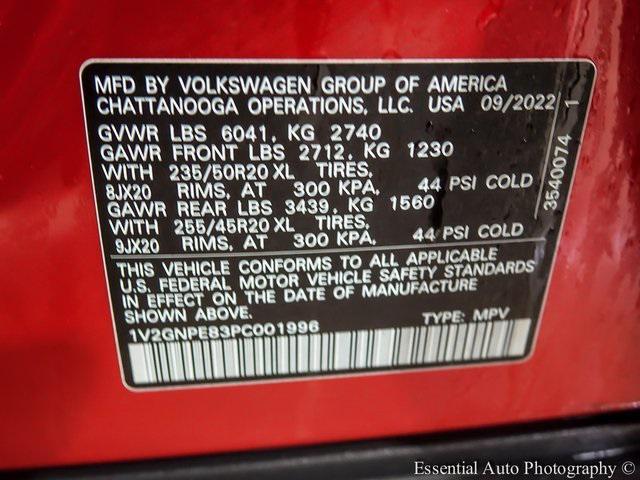 MFD BY VOLKSWAGEN GROUP OF AMERICA
CHATTANOOGA OPERATIONS, LLC. USA 09/2022
GVWR LBS 6041, KG 2740
GAWR FRONT LBS 2712, KG 1230
WITH 235/50R20 XL TIRES,
8JX20 RIMS, AT 300 KPA, 44 PSI COLD
GAWR REAR LBS 3439, KG 1560
WITH 255/45R20 XL TIRES,
9JX20 RIMS, AT 300 KPA, 44 PSI COLD
THIS VEHICLE CONFORMS TO ALL APPLICABLE
U.S. FEDERAL MOTOR VEHICLE SAFETY STANDARDS
IN EFFECT ON THE DATE OF MANUFACTURE
SHOWN ABOVE.
1V2GNPE83PC001996 TYPE: MPV
3540074 1
Essential Auto Photography ©